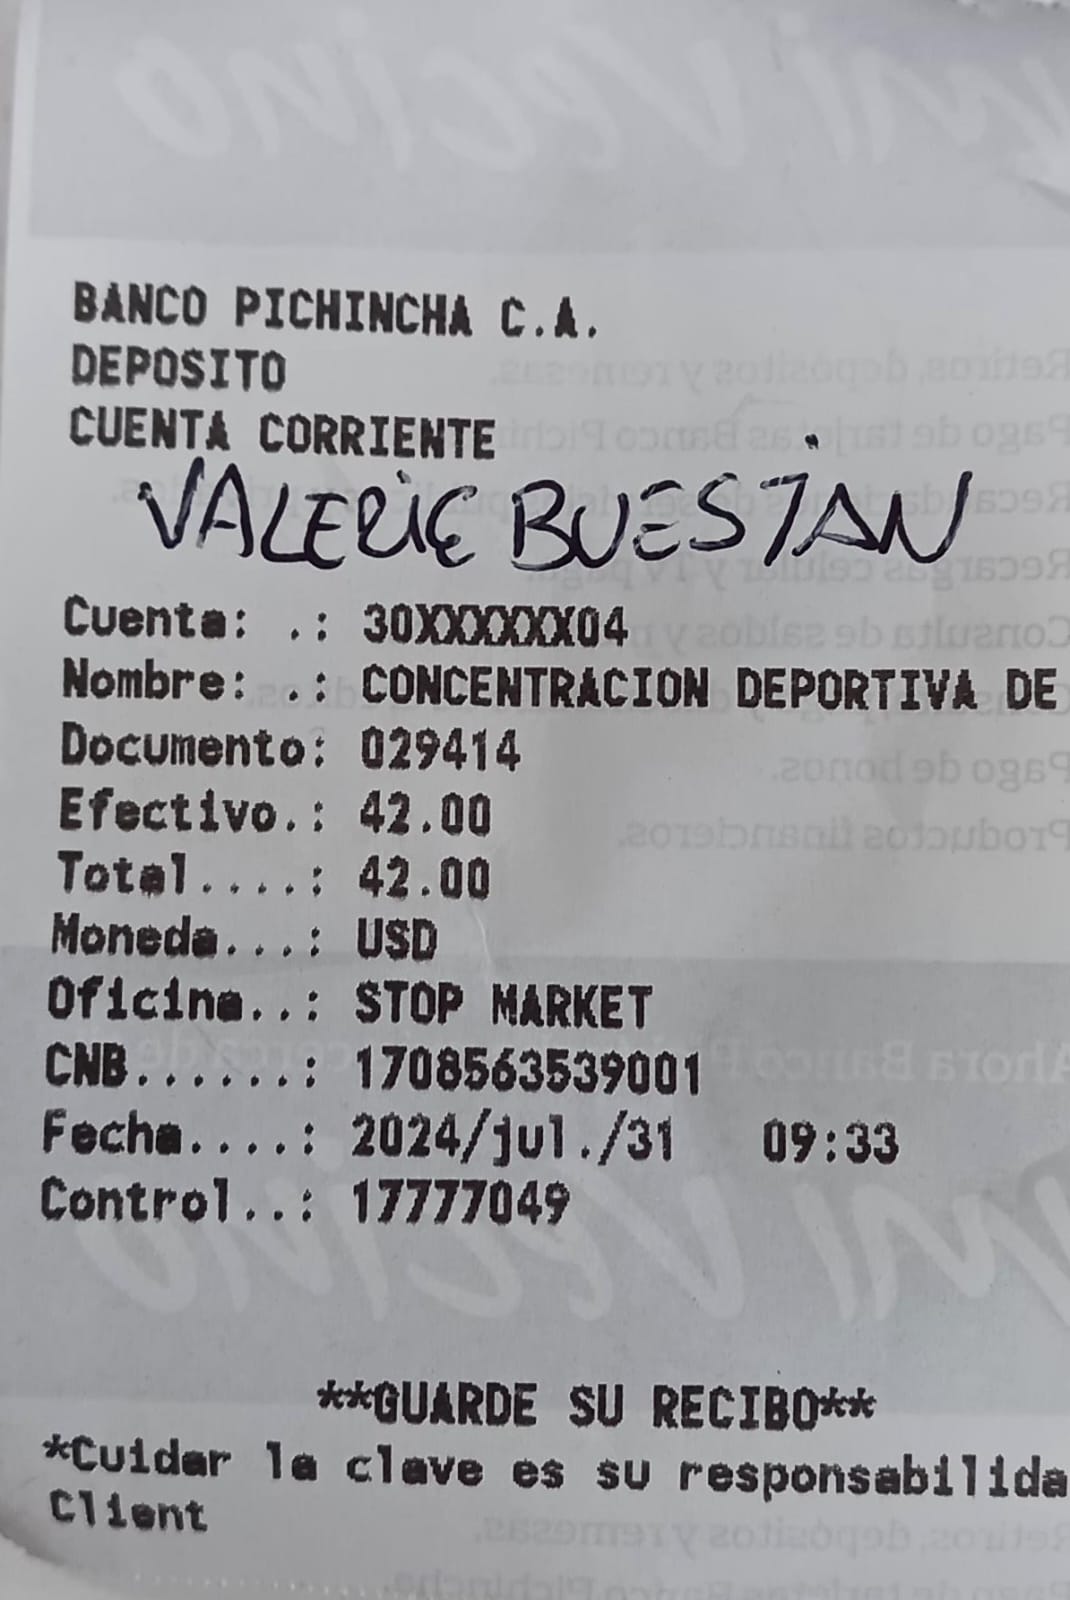 BANCO PICHINCHA C.A.
DEPOSITO
CUENTA CORRIENTE
VALERIE BUESTAN
Cuenta: .: 30XXXXXXX04
Nombre: .: CONCENTRACION DEPORTIVA DE
Documento: 029414
Efectivo.: 42.00
Total....: 42.00
Moneda...: USD
Oficina..: STOP MARKET
CNB......: 1708563539001
Fecha....: 2024/jul./31 09:33
Control..: 17777049
**GUARDE SU RECIBO**
*Cuidar la clave es su responsabilida
Client